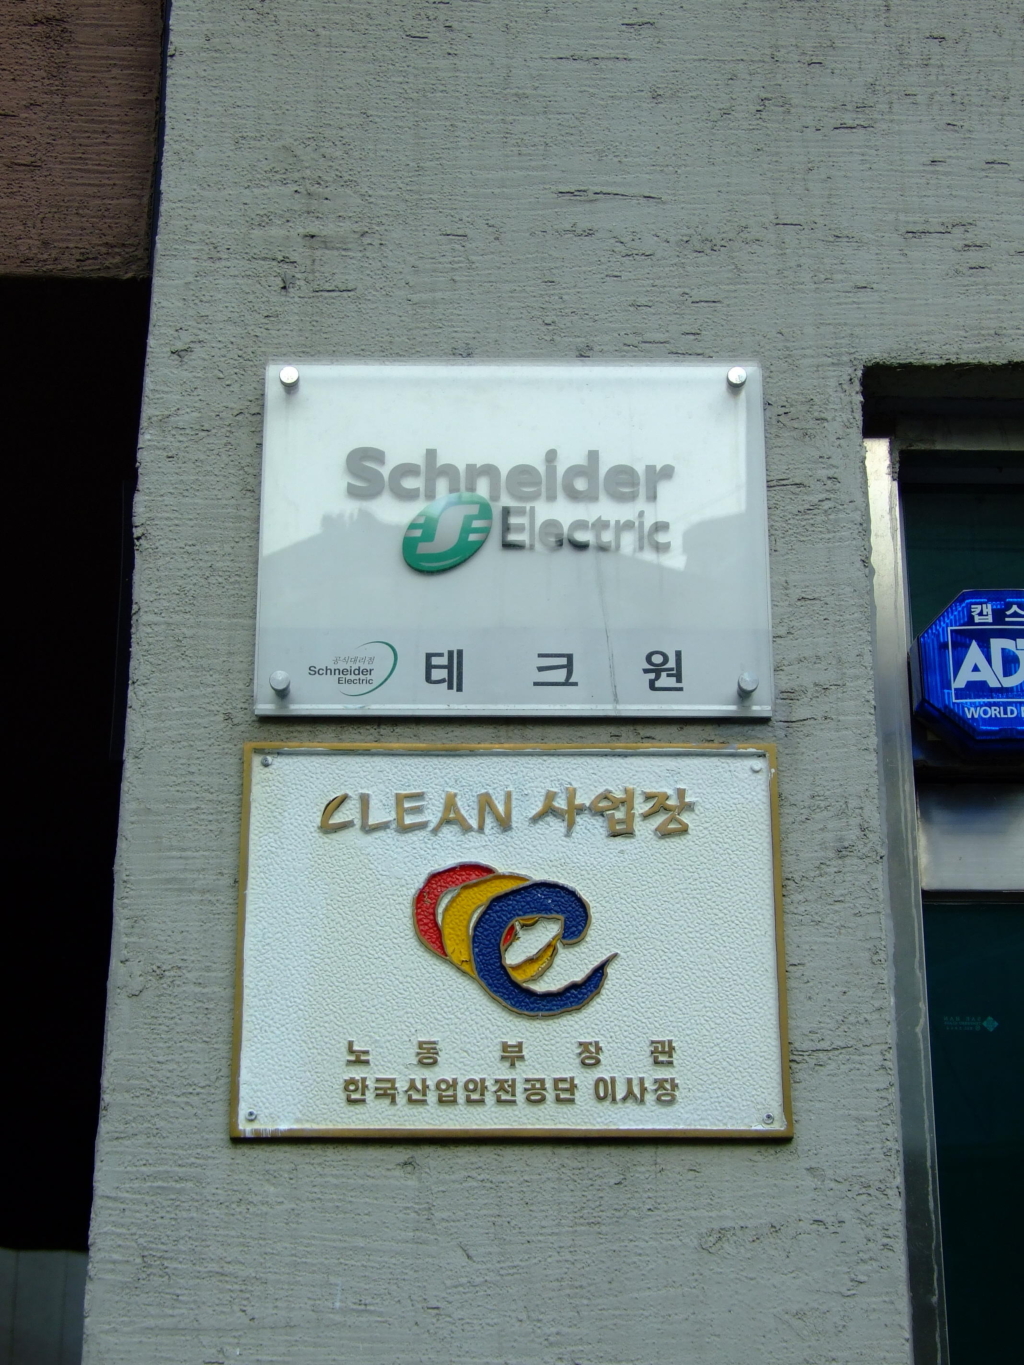 Schneider
Electric
공식대리점
Schneider
Electric
테크원
CLEAN 사업장
노동부장관
한국산업안전공단 이사장
캡스
ADT
WORLD